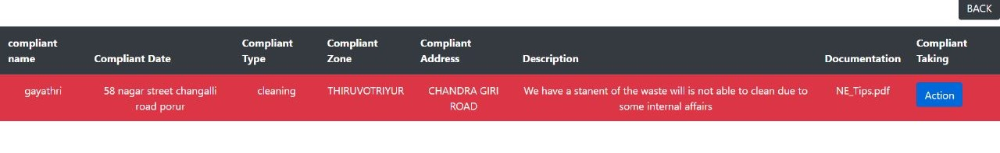 BACK
compliant name
Compliant Date
Compliant Type
Compliant Zone
Compliant Address
Description
Documentation
Compliant Taking
gayathri
58 nagar street changalli
road porur
cleaning
THIRUVOTRIYUR
CHANDRA GIRI
ROAD
We have a stanent of the waste will is not able to clean due to
some internal affairs
NE_Tips.pdf
Action